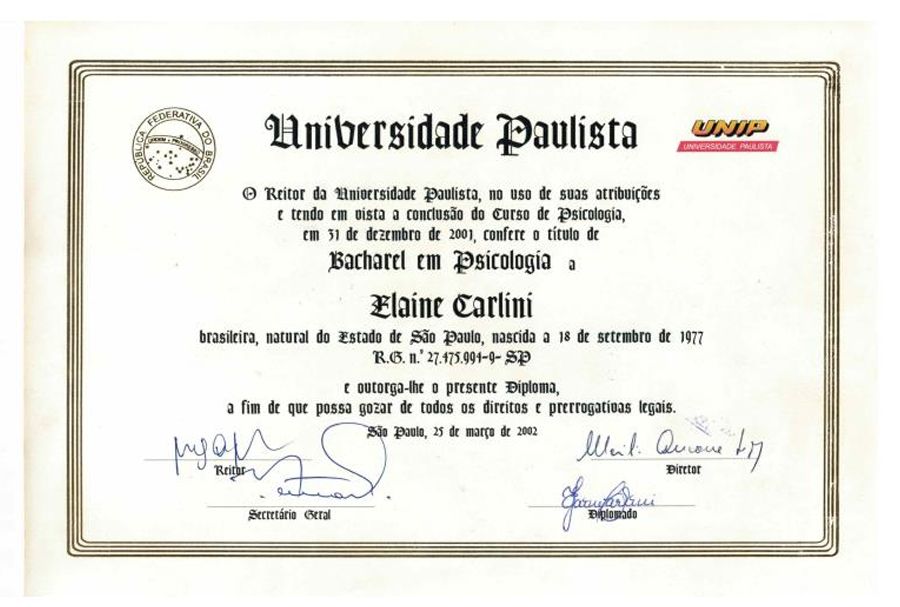 Universidade Paulista
REPÚBLICA FEDERATIVA DO BRASIL
UNIP
UNIVERSIDADE PAULISTA
O Reitor da Universidade Paulista, no uso de suas atribuições
e tendo em vista a conclusão do Curso de Psicologia,
em 31 de dezembro de 2001, confere o título de
Bacharel em Psicologia a
Elaine Carlini
brasileira, natural do Estado de São Paulo, nascida a 18 de setembro de 1977
R.G. n.º 27.475.994-9- SP
e outorga-lhe o presente Diploma,
a fim de que possa gozar de todos os direitos e prerrogativas legais.
São Paulo, 25 de março de 2002
Reitor
Diretor
Secretário Geral
Diplomado